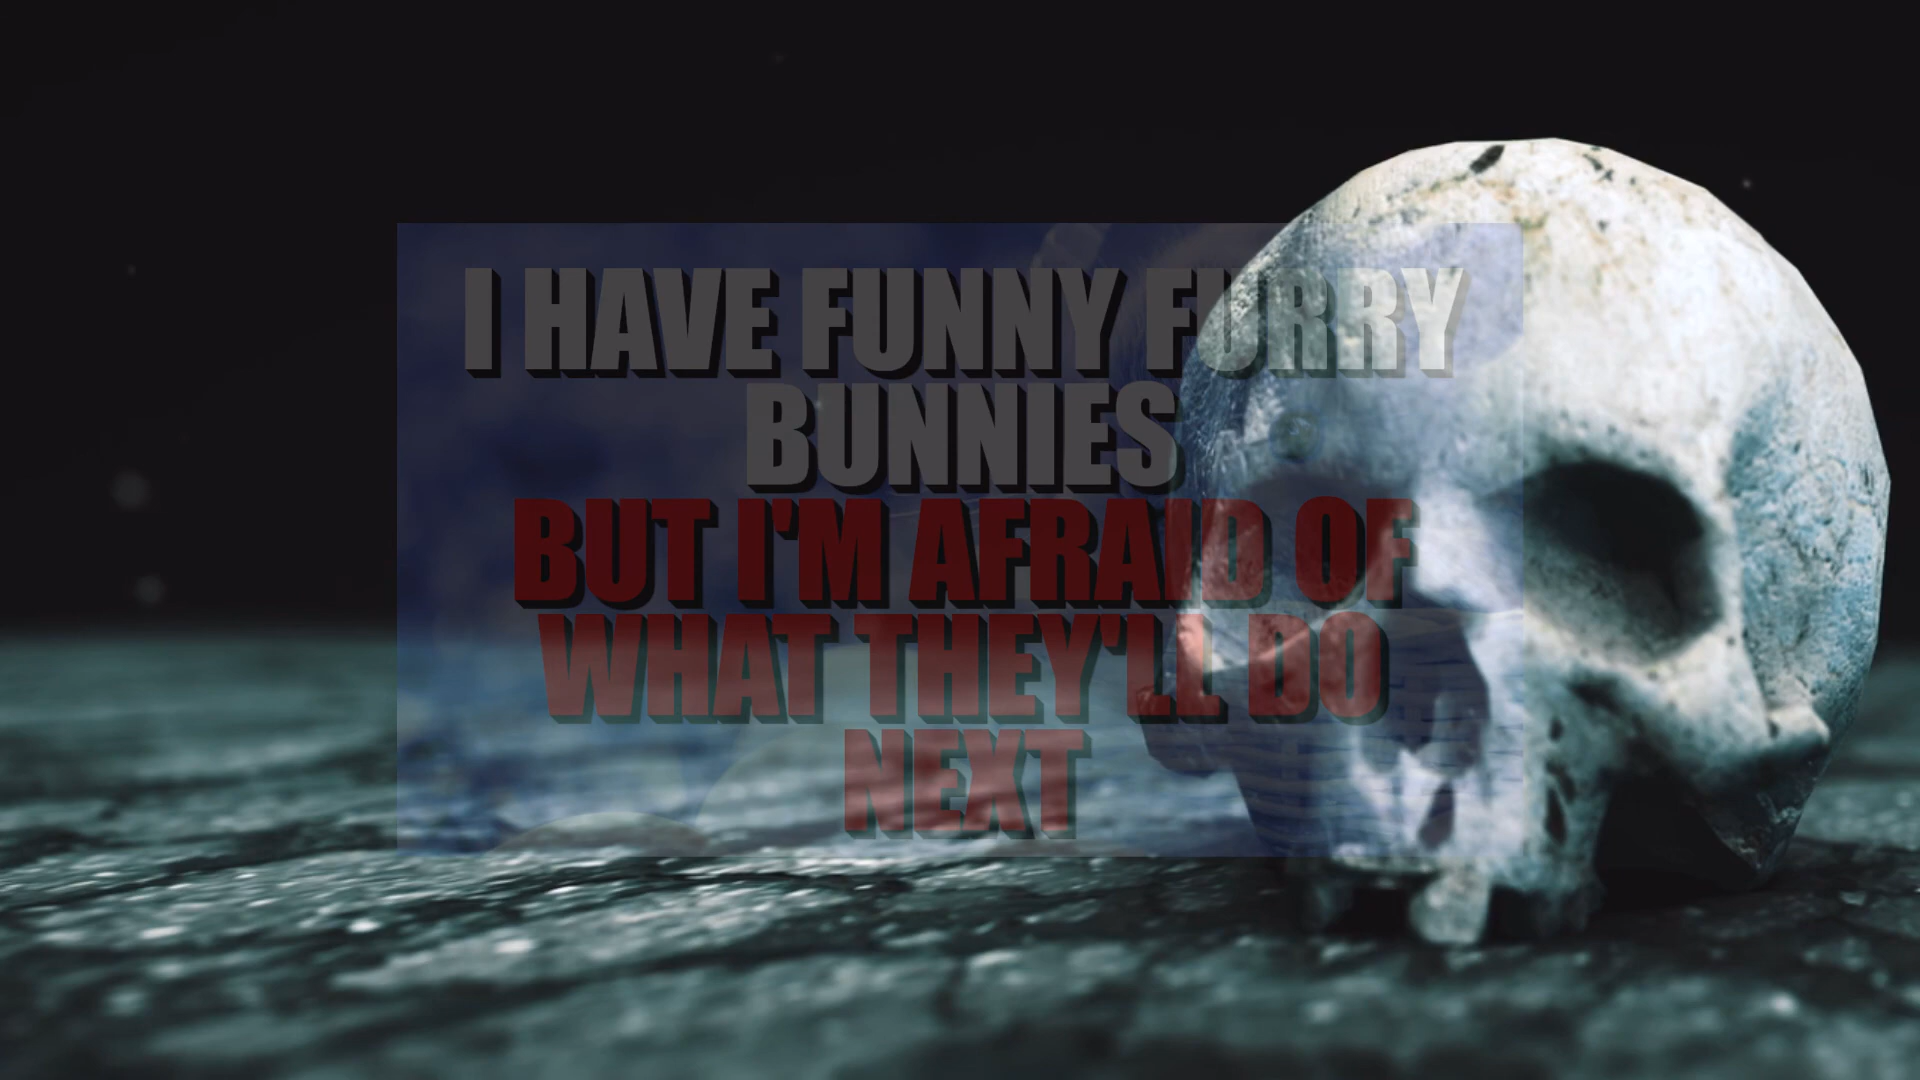 I HAVE FUNNY FURRY
BUNNIES
BUT I'M AFRAID OF
WHAT THEY'LL DO
NEXT